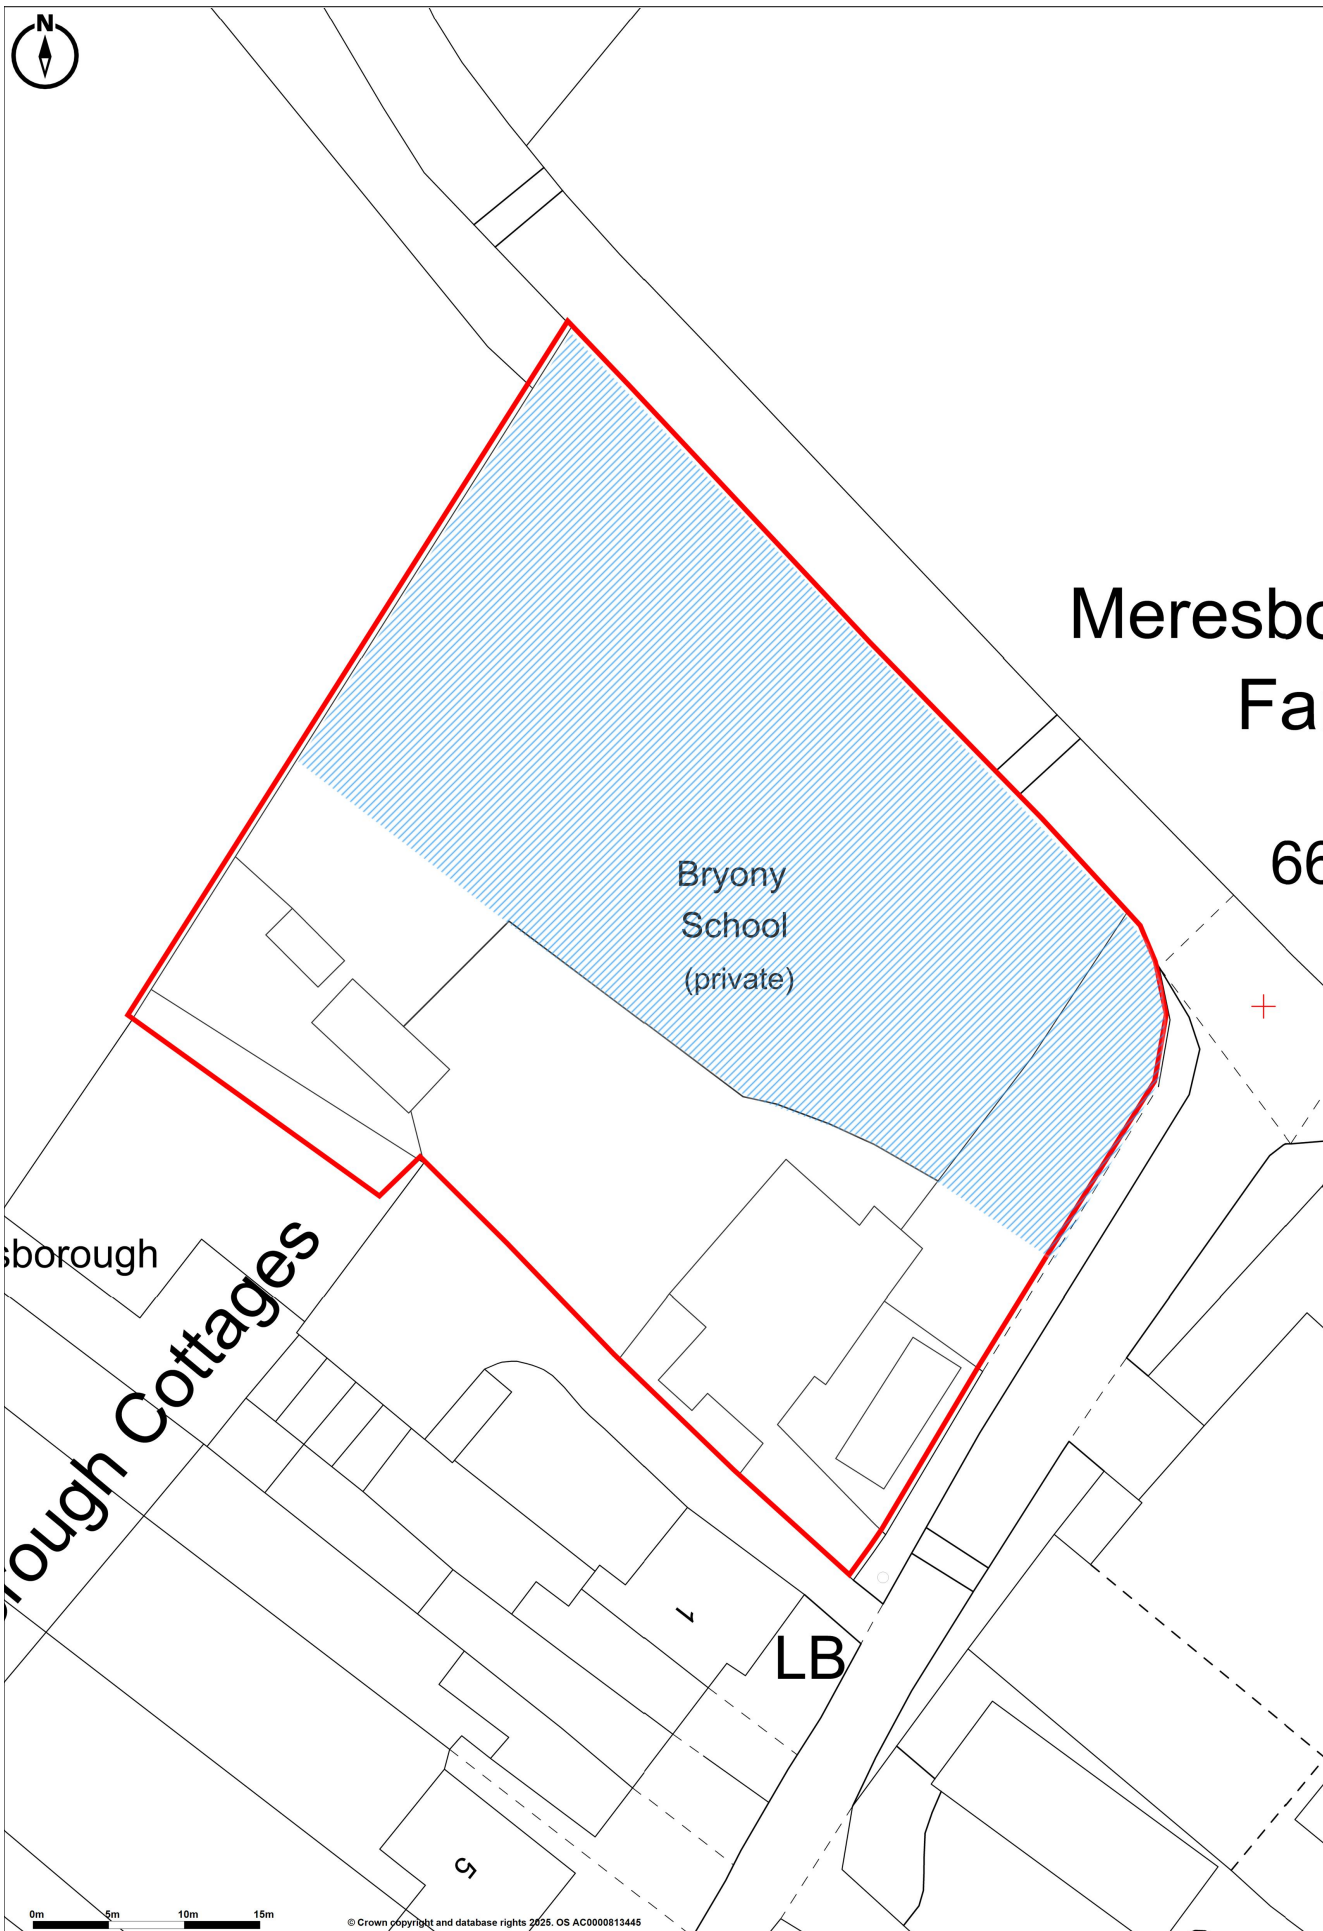 N
Meresbo
Fa
66
Bryony
School
(private)
sborough
rough Cottages
1
LB
5
0m 5m 10m 15m
© Crown copyright and database rights 2025. OS AC0000813445